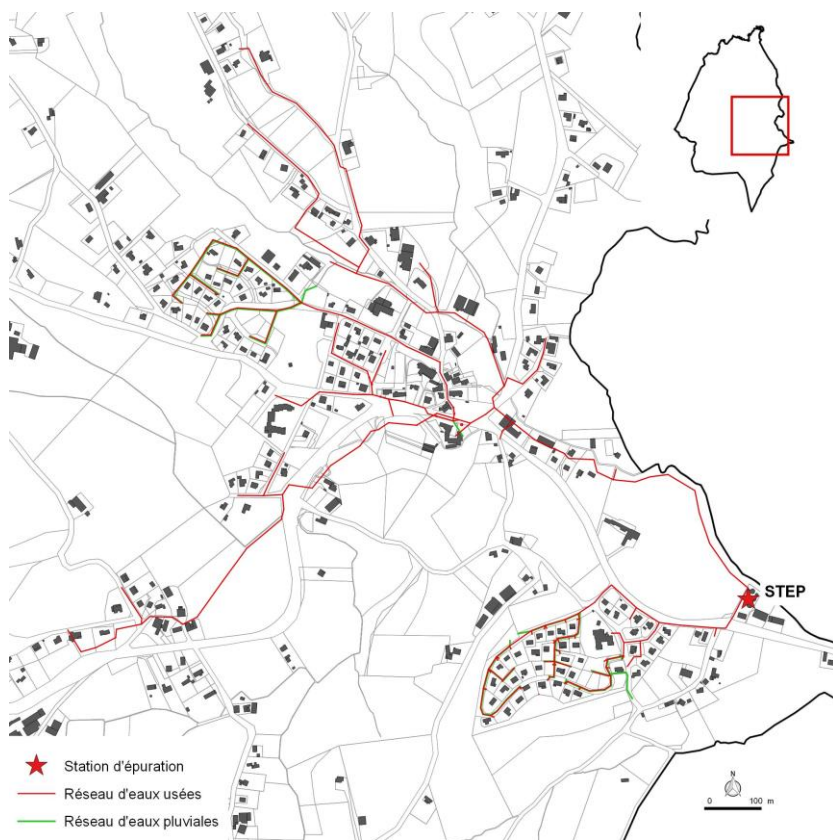 STEP
Station d'épuration
Réseau d'eaux usées
Réseau d'eaux pluviales
N
0 100 m